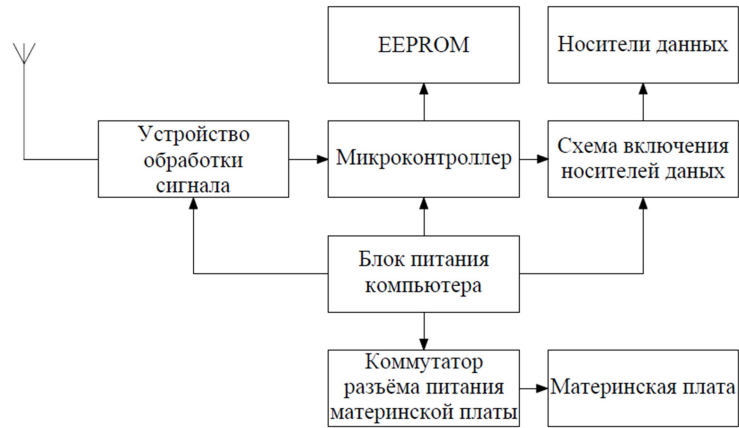 EEPROM
Носители данных
Устройство
обработки
сигнала
Микроконтроллер
Схема включения
носителей даных
Блок питания
компьютера
Коммутатор
разъёма питания
материнской платы
Материнская плата